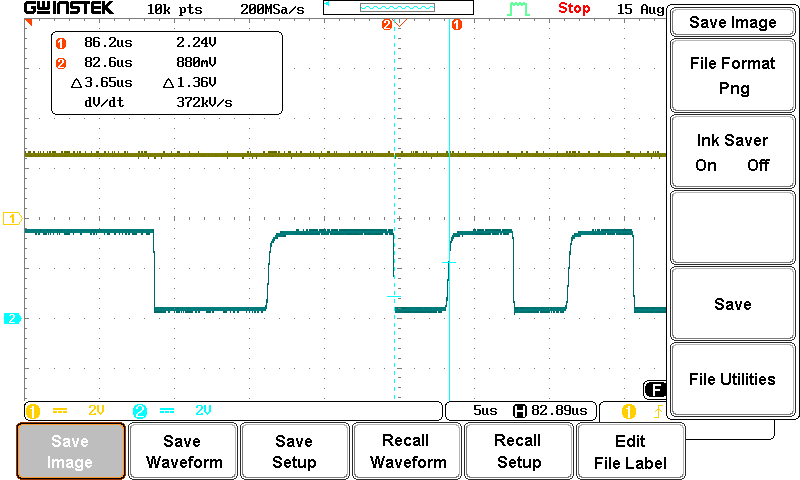 GWINSTEK 10k pts 200MSa/s Stop 15 Aug
2 1
1 86.2us 2.24V
2 82.6us 880mV
△3.65us △1.36V
dV/dt 372kV/s
1
2
Save Image
File Format
Png
Ink Saver
On Off
Save
File Utilities
F
1 2V 2 2V 5us H 82.89us 1
Save Image
Save Waveform
Save Setup
Recall Waveform
Recall Setup
Edit File Label